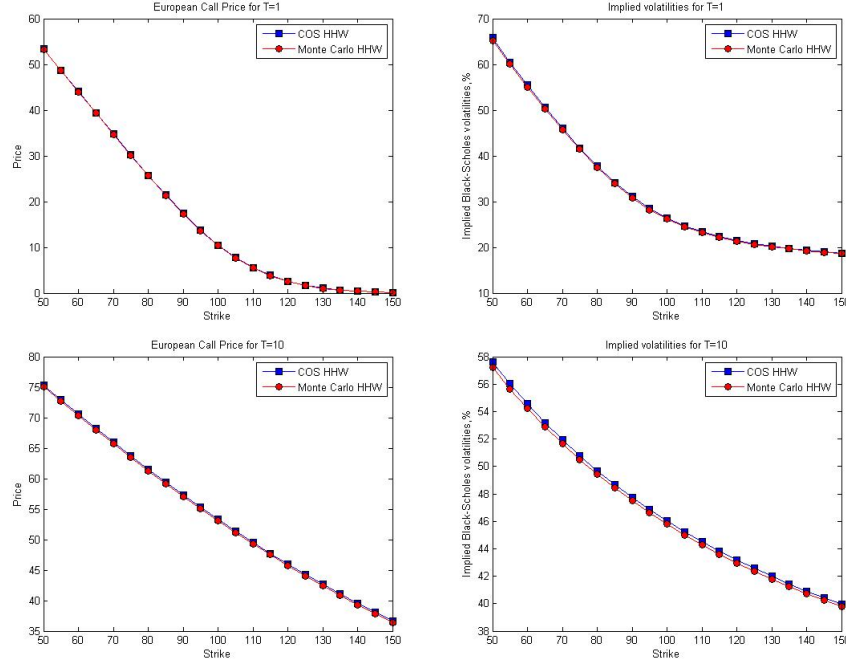 European Call Price for T=1
COS HHW
Monte Carlo HHW
60
50
40
30
20
10
0
Price
50 60 70 80 90 100 110 120 130 140 150
Strike
Implied volatilities for T=1
COS HHW
Monte Carlo HHW
70
60
50
40
30
20
10
Implied Black-Scholes volatilities,%
50 60 70 80 90 100 110 120 130 140 150
Strike
European Call Price for T=10
COS HHW
Monte Carlo HHW
80
75
70
65
60
55
50
45
40
35
Price
50 60 70 80 90 100 110 120 130 140 150
Strike
Implied volatilities for T=10
COS HHW
Monte Carlo HHW
58
56
54
52
50
48
46
44
42
40
38
Implied Black-Scholes volatilities,%
50 60 70 80 90 100 110 120 130 140 150
Strike